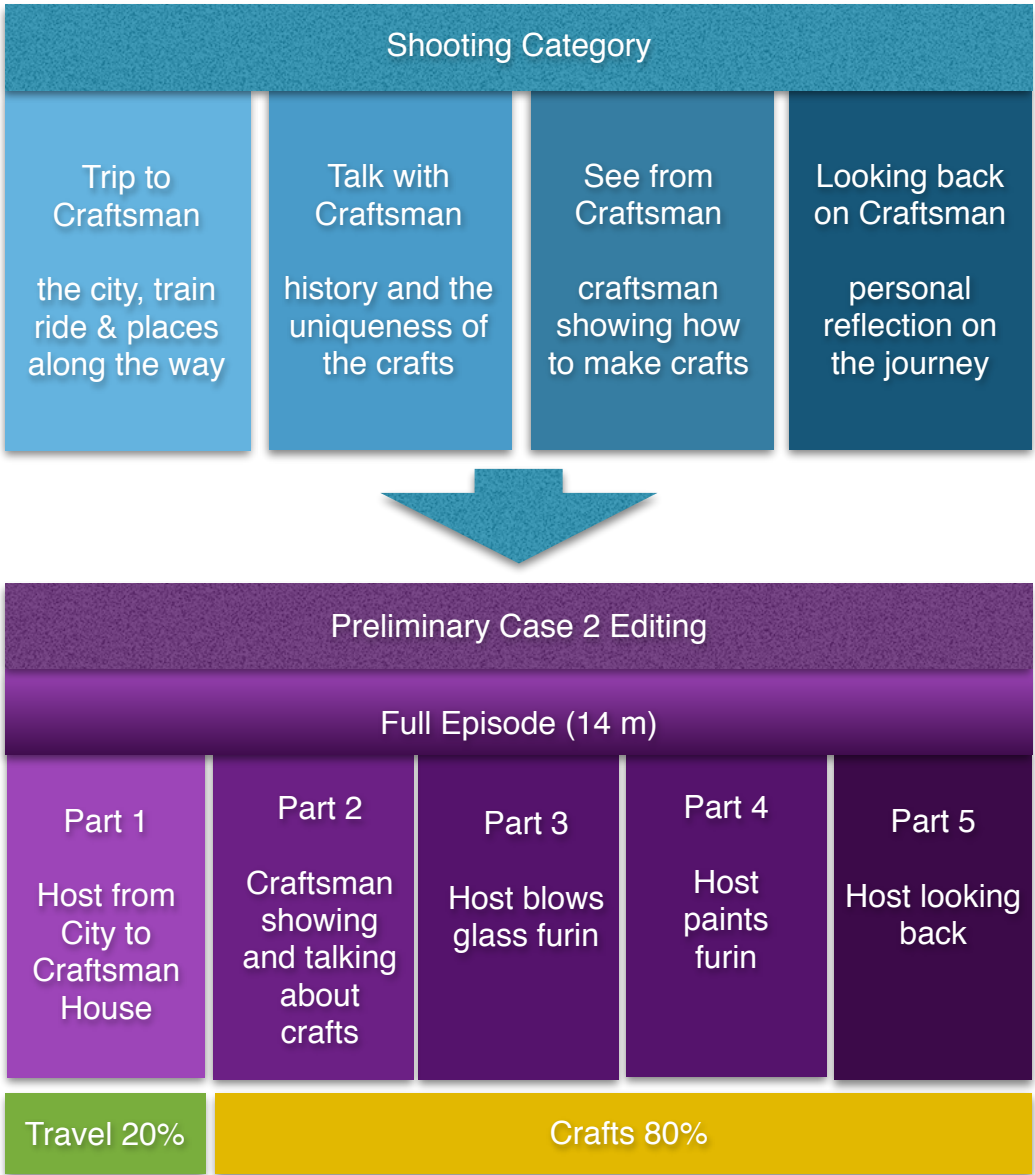 Shooting Category
Trip to
Craftsman
the city, train
ride & places
along the way
Talk with
Craftsman
history and the
uniqueness of
the crafts
See from
Craftsman
craftsman
showing how
to make crafts
Looking back
on Craftsman
personal
reflection on
the journey
Preliminary Case 2 Editing
Full Episode (14 m)
Part 1
Host from
City to
Craftsman
House
Part 2
Craftsman
showing
and talking
about
crafts
Part 3
Host blows
glass furin
Part 4
Host
paints
furin
Part 5
Host looking
back
Travel 20%
Crafts 80%